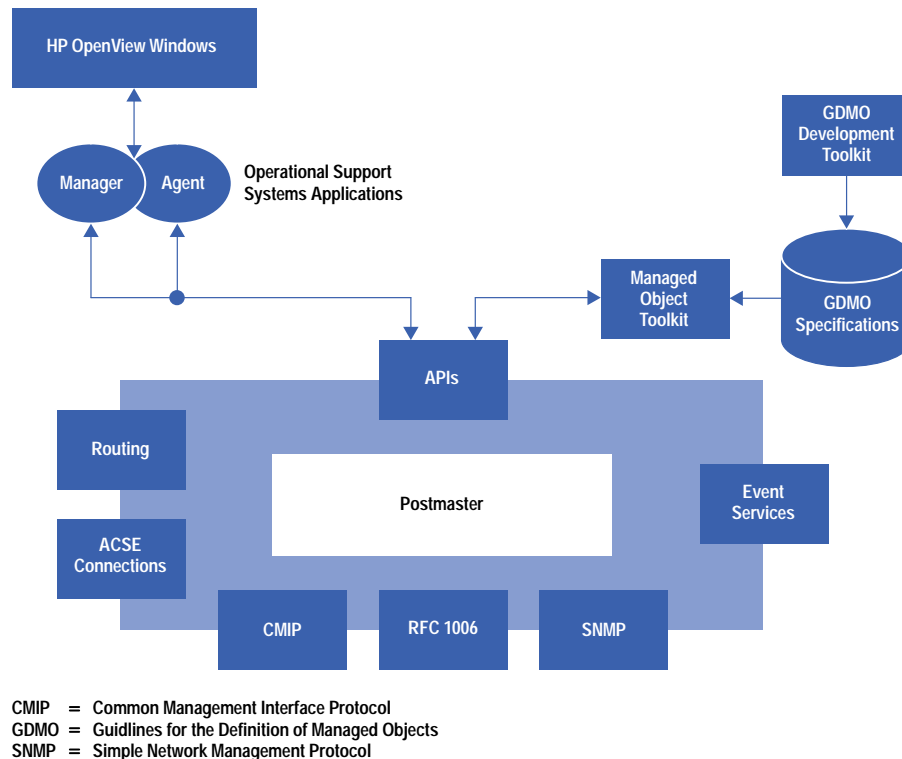 HP OpenView Windows
Manager
Agent
Operational Support
Systems Applications
GDMO
Development
Toolkit
Managed
Object
Toolkit
GDMO
Specifications
APIs
Routing
Postmaster
Event
Services
ACSE
Connections
CMIP
RFC 1006
SNMP
CMIP = Common Management Interface Protocol
GDMO = Guidlines for the Definition of Managed Objects
SNMP = Simple Network Management Protocol